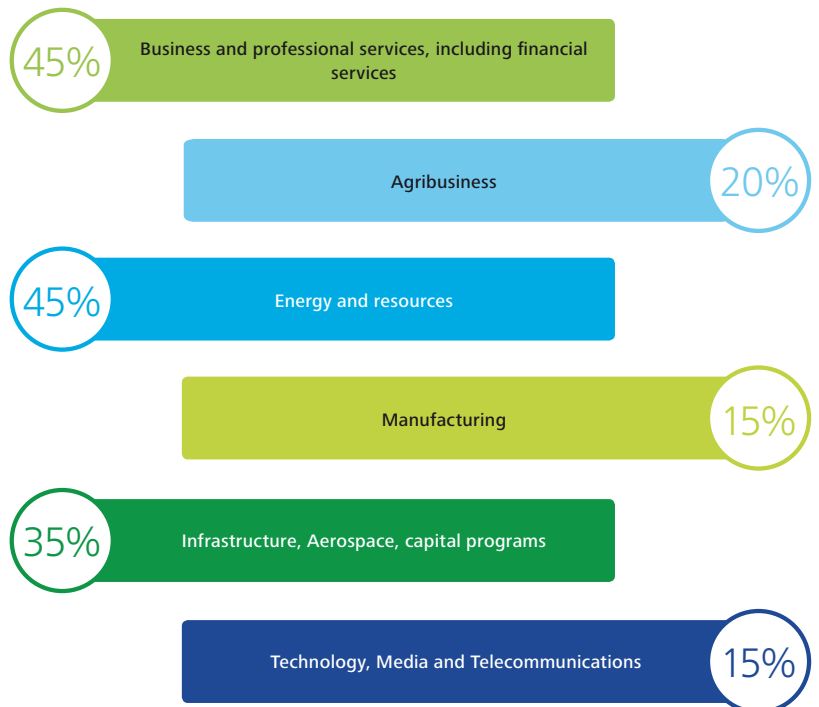 45%
Business and professional services, including financial
services
Agribusiness
20%
45%
Energy and resources
Manufacturing
15%
35%
Infrastructure, Aerospace, capital programs
Technology, Media and Telecommunications
15%